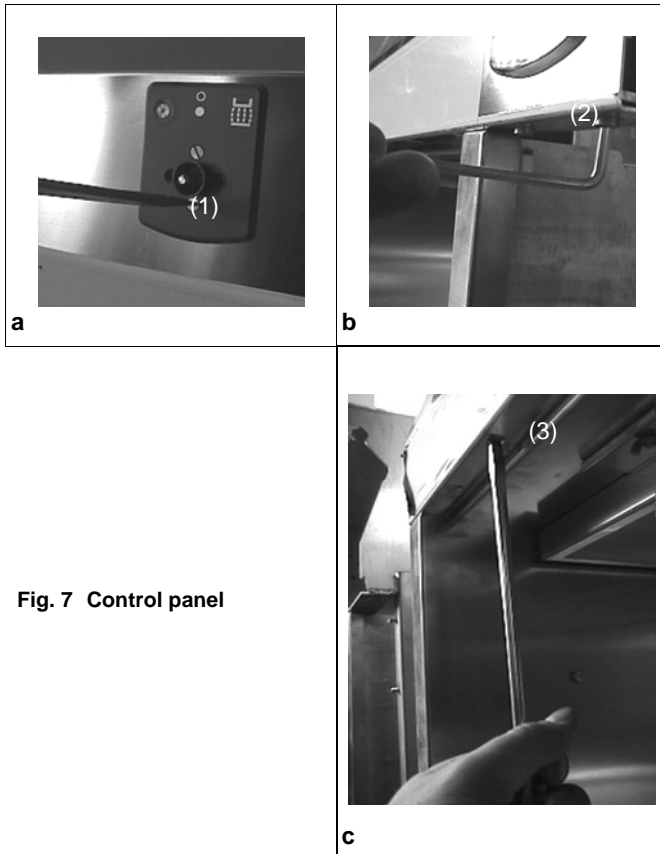 (1)
(2)
a
b
(3)
Fig. 7 Control panel
c